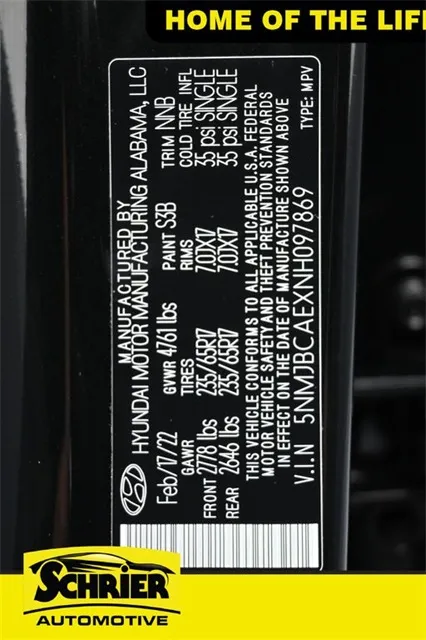 HOME OF THE LIF
MANUFACTURED BY
HYUNDAI MOTOR MANUFACTURING ALABAMA, LLC
Feb/17/22 GVWR 4761 lbs PAINT S3B TRIM NNB
GAWR TIRES COLD TIRE INFL
FRONT 2778 lbs 235/65R17 7.0JX17 35 psi SINGLE
REAR 2646 lbs 235/65R17 7.0JX17 35 psi SINGLE
THIS VEHICLE CONFORMS TO ALL APPLICABLE U.S.A. FEDERAL
MOTOR VEHICLE SAFETY AND THEFT PREVENTION STANDARDS
IN EFFECT ON THE DATE OF MANUFACTURE SHOWN ABOVE
V.I.N 5NMJBCAEXNH097869 TYPE: MPV
SCHRIER
AUTOMOTIVE